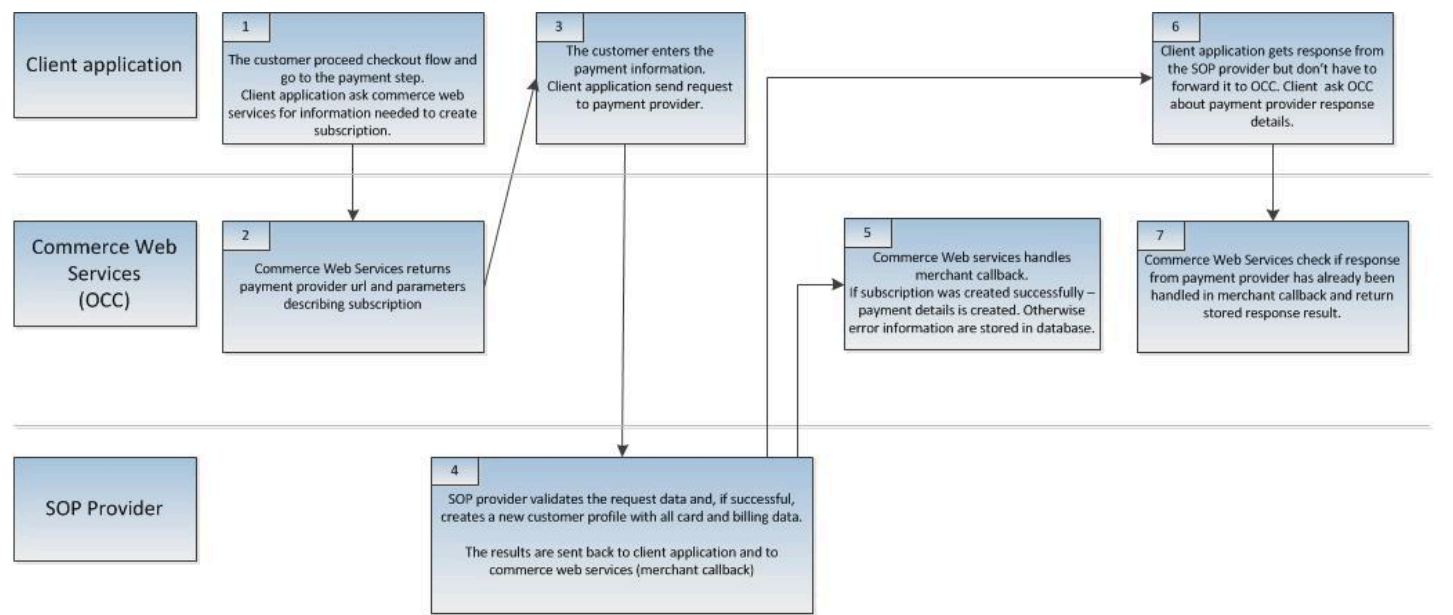 Client application
1
The customer proceed checkout flow and
go to the payment step.
Client application ask commerce web
services for information needed to create
subscription.
3
The customer enters the
payment information.
Client application send request
to payment provider.
6
Client application gets response from
the SOP provider but don't have to
forward it to OCC. Client  ask OCC
about payment provider response
details.
Commerce Web
Services
(OCC)
2
Commerce Web Services returns
payment provider url and parameters
describing subscription
5
Commerce Web services handles
merchant callback.
If subscription was created successfully –
payment details is created. Otherwise
error information are stored in database.
7
Commerce Web Services check if response
from payment provider has already been
handled in merchant callback and return
stored response result.
SOP Provider
4
SOP provider validates the request data and, if successful,
creates a new customer profile with all card and billing data.
The results are sent back to client application and to
commerce web services (merchant callback)